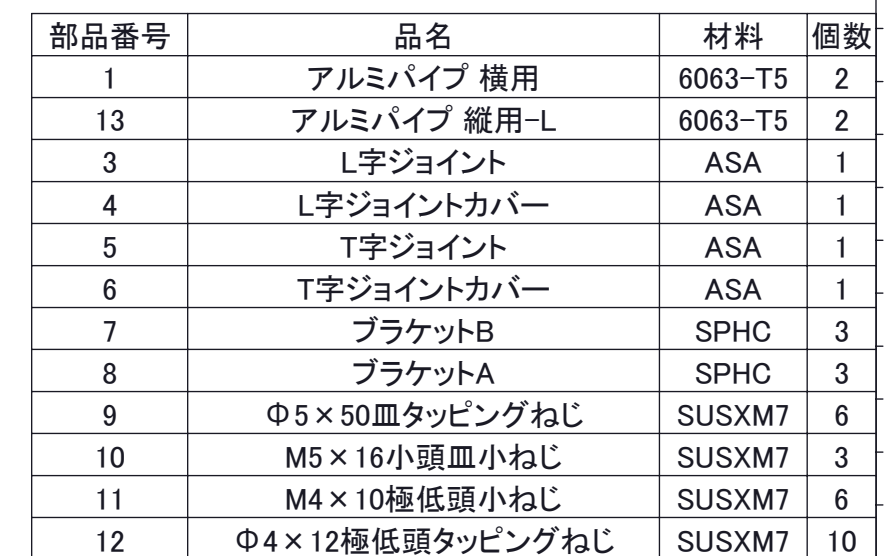 部品番号 品名 材料 個数
1 アルミパイプ 横用 6063-T5 2
13 アルミパイプ 縦用-L 6063-T5 2
3 L字ジョイント ASA 1
4 L字ジョイントカバー ASA 1
5 T字ジョイント ASA 1
6 T字ジョイントカバー ASA 1
7 ブラケットB SPHC 3
8 ブラケットA SPHC 3
9 Φ5×50皿タッピングねじ SUSXM7 6
10 M5×16小頭皿小ねじ SUSXM7 3
11 M4×10極低頭小ねじ SUSXM7 6
12 Φ4×12極低頭タッピングねじ SUSXM7 10